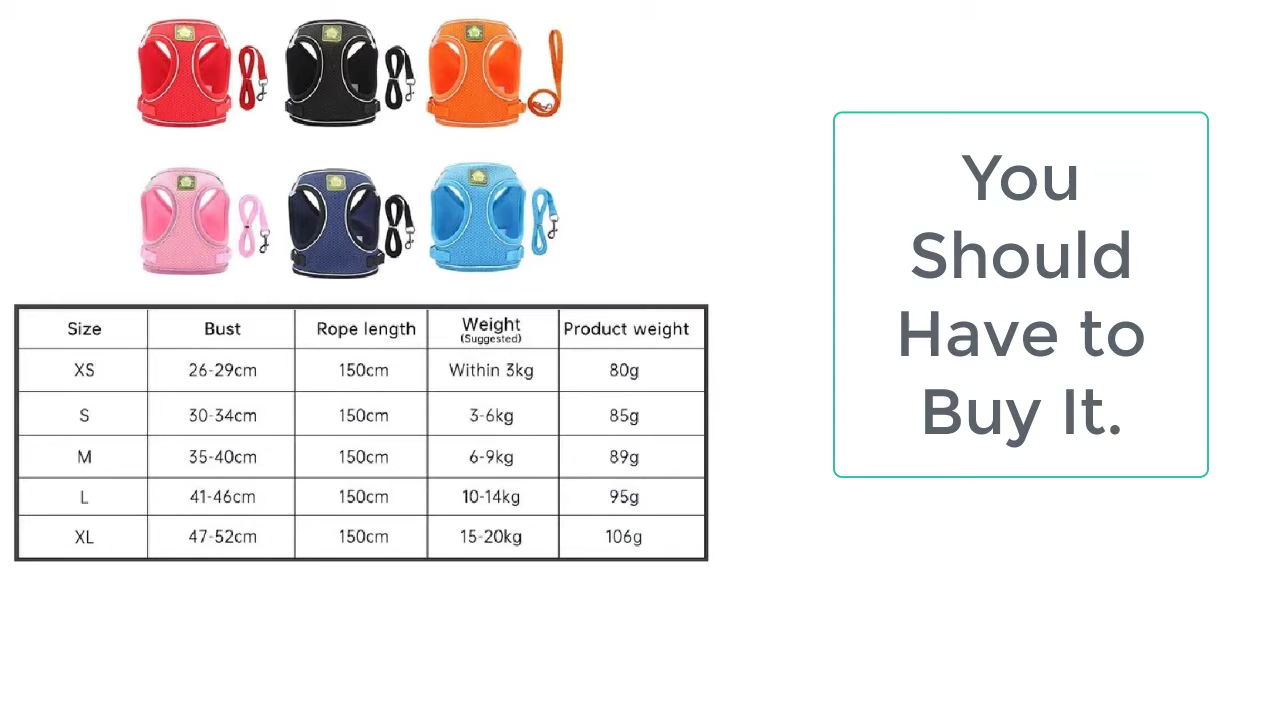 Size Bust Rope length Weight Product weight
(Suggested)
XS 26-29cm 150cm Within 3kg 80g
S 30-34cm 150cm 3-6kg 85g
M 35-40cm 150cm 6-9kg 89g
L 41-46cm 150cm 10-14kg 95g
XL 47-52cm 150cm 15-20kg 106g
You
Should
Have to
Buy It.